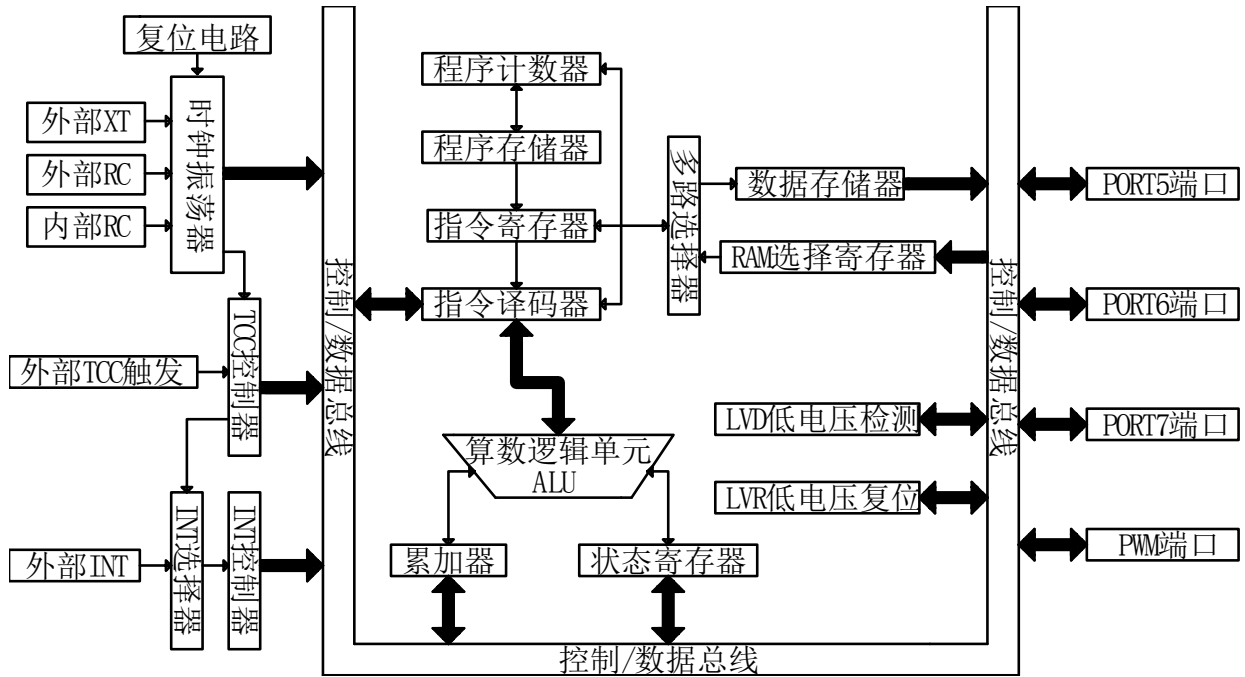 复位电路
外部XT
外部RC
内部RC
时钟振荡器
外部TCC触发
TCC控制器
外部INT
INT选择器
INT控制器
控制/数据总线
程序计数器
程序存储器
指令寄存器
指令译码器
多路选择器
数据存储器
RAM选择寄存器
算数逻辑单元
ALU
LVD低电压检测
LVR低电压复位
累加器
状态寄存器
控制/数据总线
控制/数据总线
PORT5端口
PORT6端口
PORT7端口
PWM端口